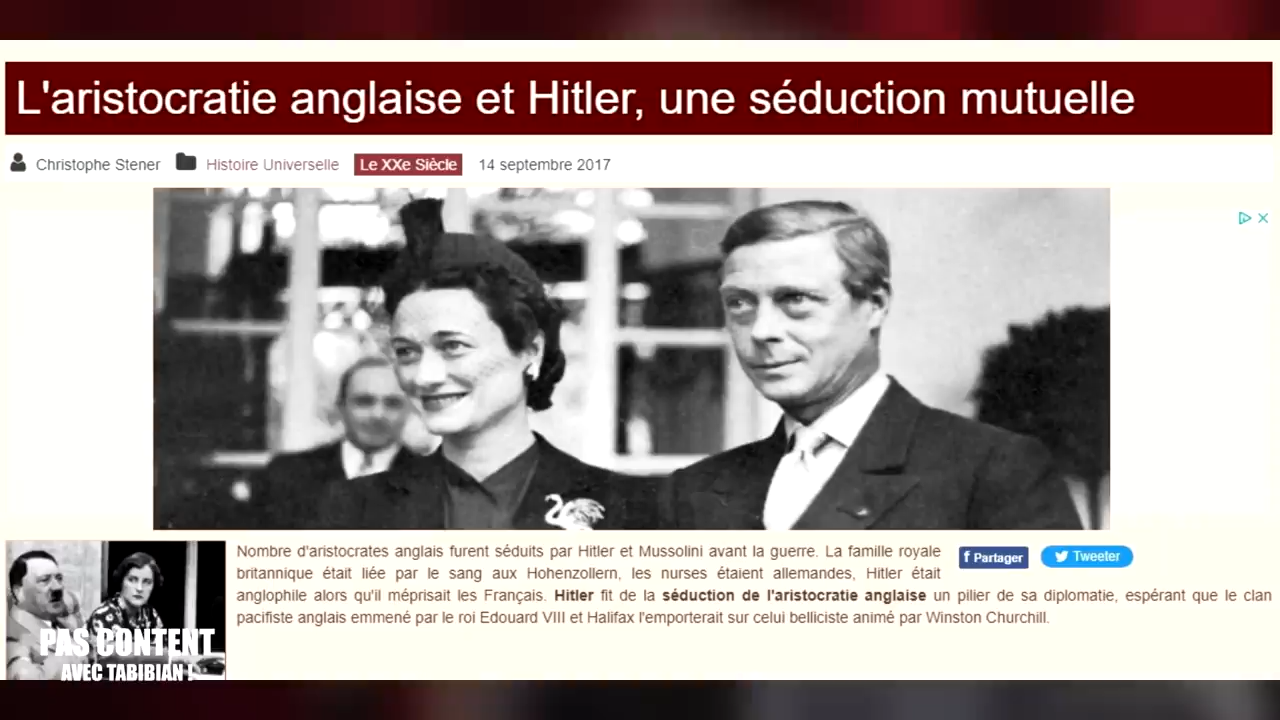 L'aristocratie anglaise et Hitler, une séduction mutuelle
Christophe Stener Histoire Universelle Le XXe Siècle 14 septembre 2017
Nombre d'aristocrates anglais furent séduits par Hitler et Mussolini avant la guerre. La famille royale
britannique était liée par le sang aux Hohenzollern, les nurses étaient allemandes, Hitler était
anglophile alors qu'il méprisait les Français. Hitler fit de la séduction de l'aristocratie anglaise un pilier de sa diplomatie, espérant que le clan
pacifiste anglais emmené par le roi Edouard VIII et Halifax l'emporterait sur celui belliciste animé par Winston Churchill.
f Partager
Tweeter
PAS CONTENT
AVEC TABIBIAN !